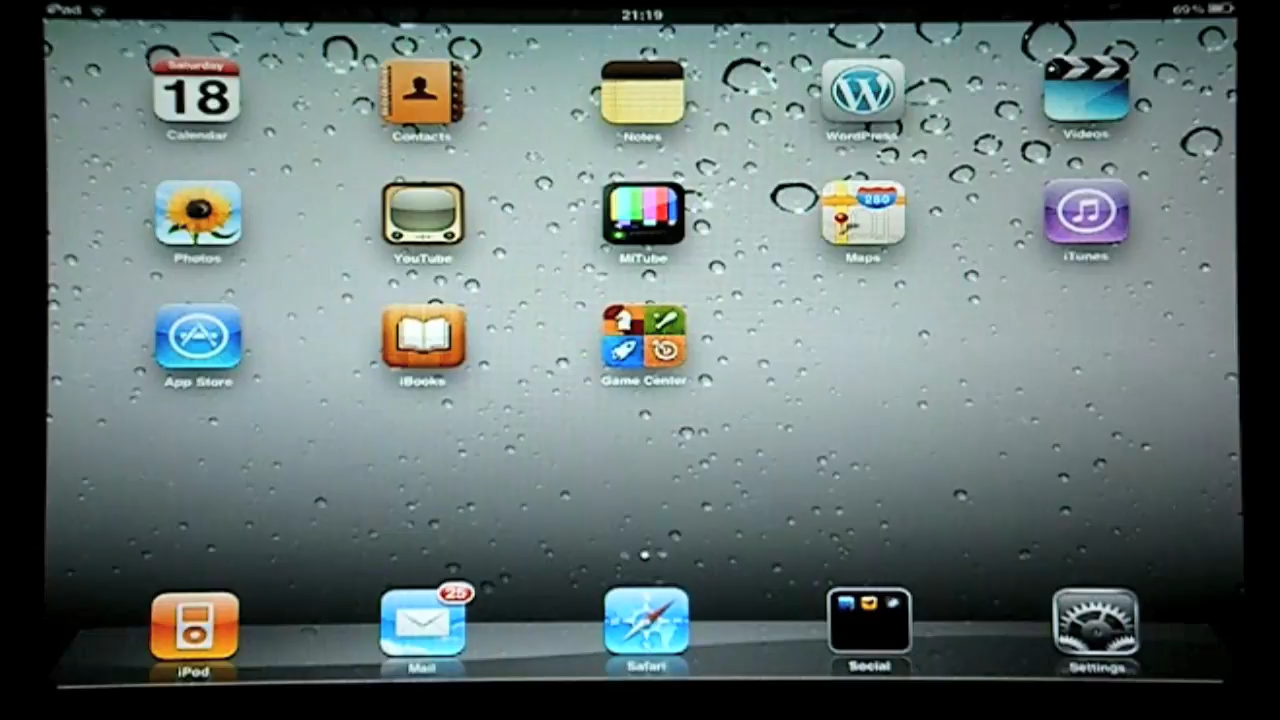 iPad 21:19 69%
Saturday
18
Calendar Contacts Notes WordPress Videos
280
Photos YouTube MiTube Maps iTunes
App Store iBooks Game Center
25
iPod Mail Safari Social Settings